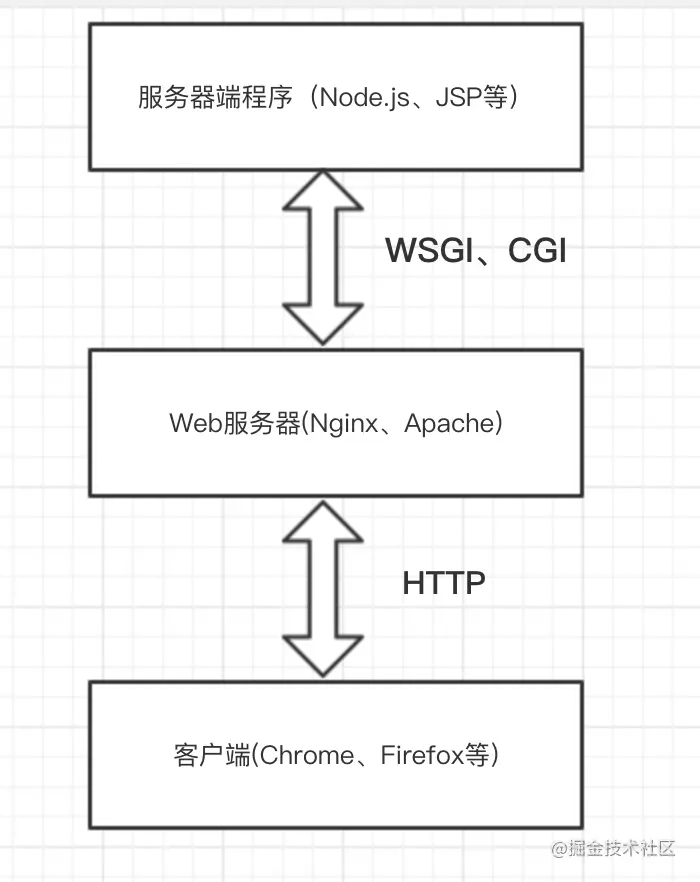 服务器端程序（Node.js、JSP等）
WSGI、CGI
Web服务器(Nginx、Apache)
HTTP
客户端(Chrome、Firefox等)
@掘金技术社区